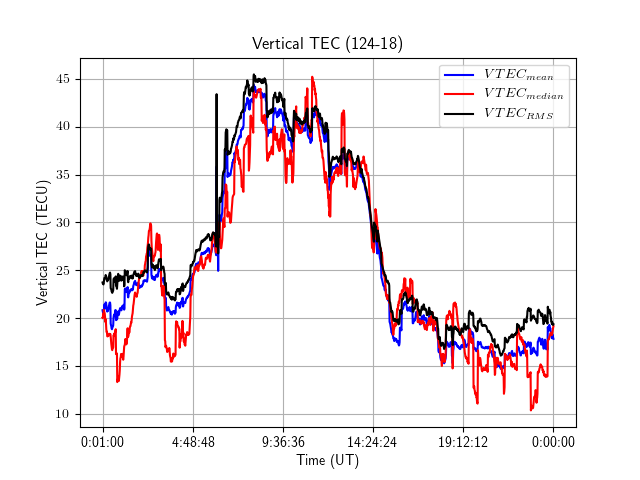 Vertical TEC (124-18)
VTEC_mean
VTEC_median
VTEC_RMS
Vertical TEC (TECU)
45
40
35
30
25
20
15
10
0:01:00 4:48:48 9:36:36 14:24:24 19:12:12 0:00:00
Time (UT)